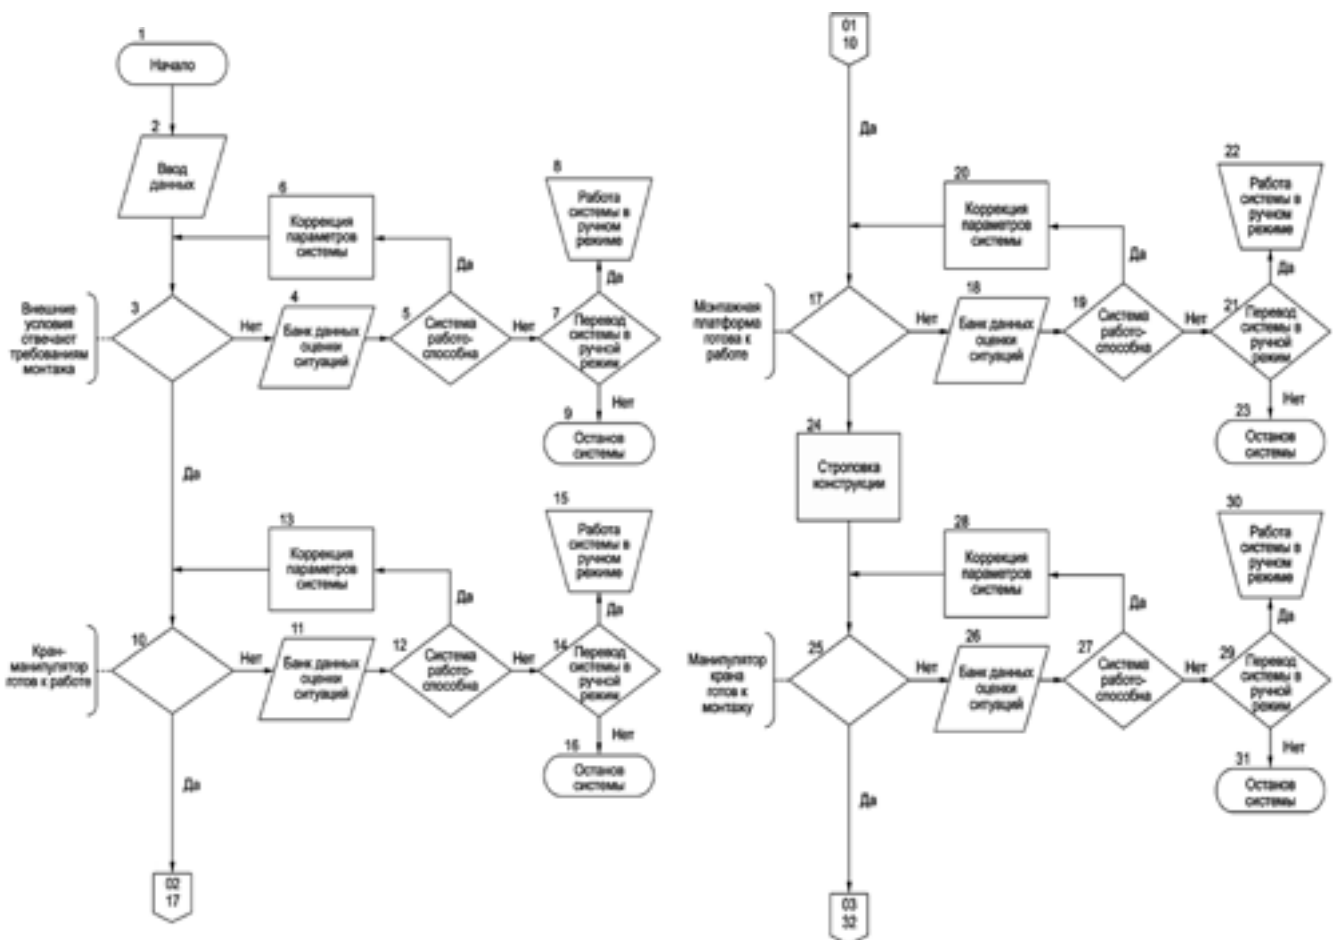 1
Начало
2
Ввод
данных
3
Внешние
условия
отвечают
требованиям
монтажа
Нет
4
Банк данных
оценки
ситуаций
5
Система
работо-
способна
Да
6
Коррекция
параметров
системы
Нет
7
Перевод
системы в
ручной
режим
Да
8
Работа
системы в
ручном
режиме
Нет
9
Останов
системы
Да
10
Кран-
манипулятор
готов к работе
Нет
11
Банк данных
оценки
ситуаций
12
Система
работо-
способна
Да
13
Коррекция
параметров
системы
Нет
14
Перевод
системы в
ручной
режим
Да
15
Работа
системы в
ручном
режиме
Нет
16
Останов
системы
Да
02
17
01
10
Да
17
Монтажная
платформа
готова к
работе
Нет
18
Банк данных
оценки
ситуаций
19
Система
работо-
способна
Да
20
Коррекция
параметров
системы
Нет
21
Перевод
системы в
ручной
режим
Да
22
Работа
системы в
ручном
режиме
Нет
23
Останов
системы
24
Строповка
конструкции
25
Манипулятор
крана
готов к
монтажу
Нет
26
Банк данных
оценки
ситуаций
27
Система
работо-
способна
Да
28
Коррекция
параметров
системы
Нет
29
Перевод
системы в
ручной
режим
Да
30
Работа
системы в
ручном
режиме
Нет
31
Останов
системы
Да
03
32